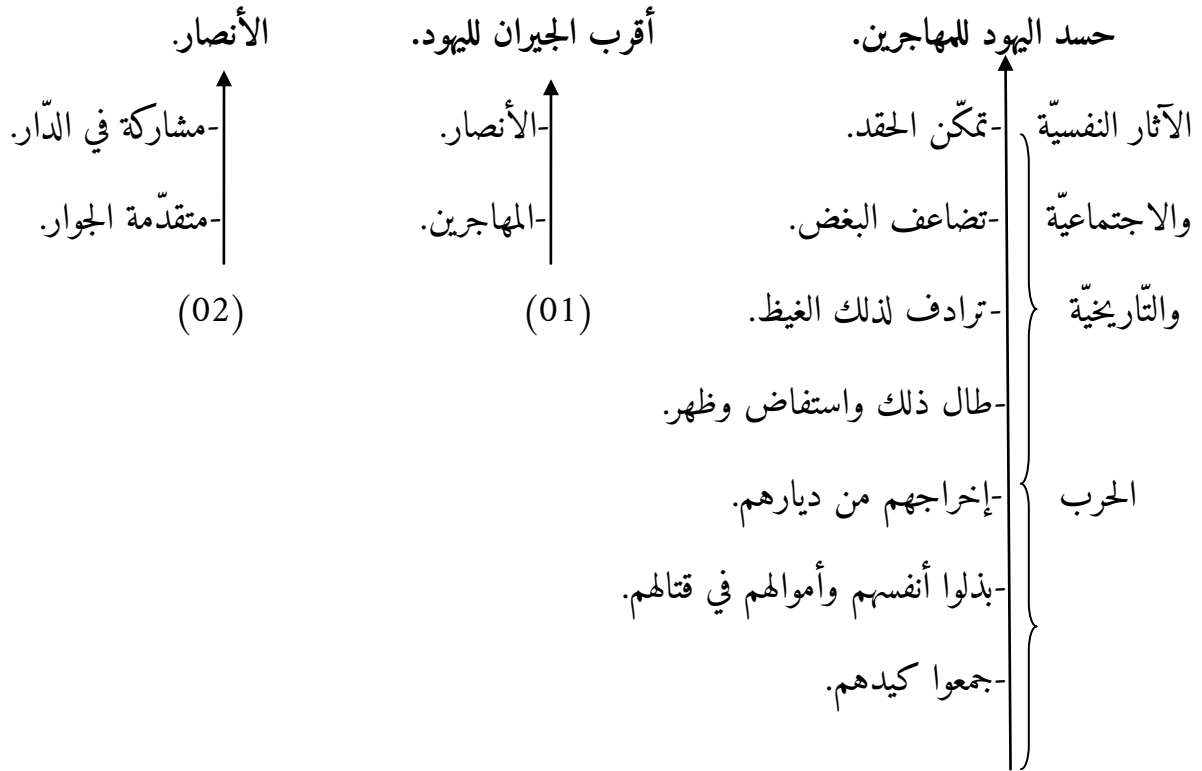 حسد اليهود للمهاجرين. أقرب الجيران لليهود. الأنصار.
الآثار النفسيّة -تمكّن الحقد. -الأنصار. -مشاركة في الدّار.
والاجتماعيّة -تضاعف البغض. -المهاجرين. -متقدّمة الجوار.
والتّاريخيّة -ترادف لذلك الغيظ. (01) (02)
-طال ذلك واستفاض وظهر.
الحرب -إخراجهم من ديارهم.
-بذلوا أنفسهم وأموالهم في قتالهم.
-جمعوا كيدهم.